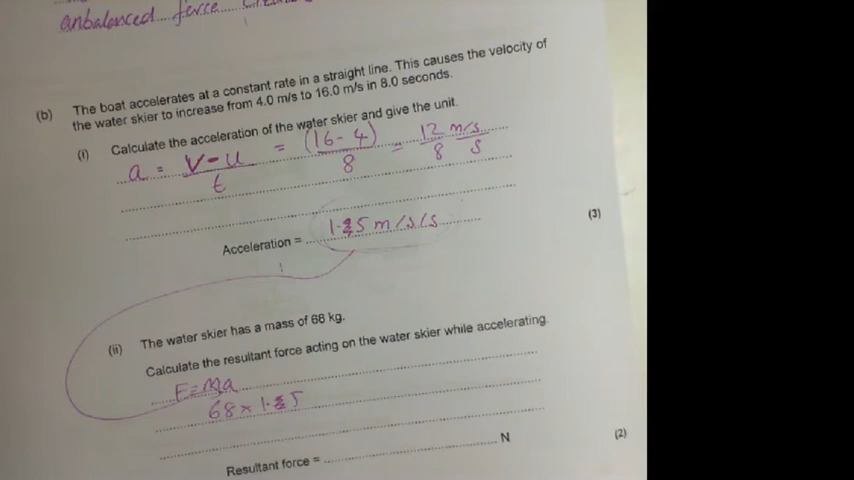 unbalanced force
(b) The boat accelerates at a constant rate in a straight line. This causes the velocity of
the water skier to increase from 4.0 m/s to 16.0 m/s in 8.0 seconds.
(i) Calculate the acceleration of the water skier and give the unit.
a = v - u / t = (16 - 4) / 8 = 12 / 8 m/s / s
Acceleration = 1.25 m/s/s
(3)
(ii) The water skier has a mass of 68 kg.
Calculate the resultant force acting on the water skier while accelerating.
F = ma
68 x 1.25
Resultant force = N
(2)